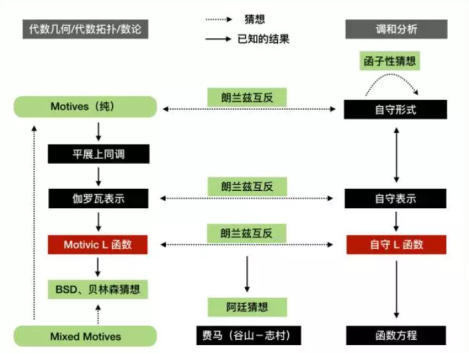 代数几何/代数拓扑/数论
猜想
已知的结果
调和分析
函子性猜想
Motives（纯）
朗兰兹互反
自守形式
平展上同调
伽罗瓦表示
朗兰兹互反
自守表示
朗兰兹互反
Motivic L 函数
自守 L 函数
BSD、贝林森猜想
阿廷猜想
Mixed Motives
费马（谷山－志村）
函数方程